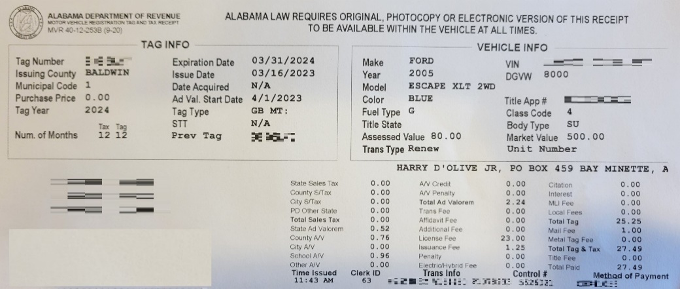 ALABAMA DEPARTMENT OF REVENUE
MOTOR VEHICLE REGISTRATION TAG AND TAX RECEIPT
MVR 40-12-253B (9-20)
ALABAMA LAW REQUIRES ORIGINAL, PHOTOCOPY OR ELECTRONIC VERSION OF THIS RECEIPT
TO BE AVAILABLE WITHIN THE VEHICLE AT ALL TIMES.
TAG INFO
Tag Number Expiration Date 03/31/2024
Issuing County BALDWIN Issue Date 03/16/2023
Municipal Code 1 Date Acquired N/A
Purchase Price 0.00 Ad Val. Start Date 4/1/2023
Tag Year 2024 Tag Type GB MT:
Tax Tag STT N/A
Num. of Months 12 12 Prev Tag
VEHICLE INFO
Make FORD VIN
Year 2005 DGVW 8000
Model ESCAPE XLT 2WD
Color BLUE Title App #
Fuel Type G Class Code 4
Title State Body Type SU
Assessed Value 80.00 Market Value 500.00
Trans Type Renew Unit Number
HARRY D'OLIVE JR, PO BOX 459 BAY MINETTE, A
State Sales Tax 0.00 A/V Credit 0.00 Citation 0.00
County S/Tax 0.00 A/V Penalty 0.00 Interest 0.00
City S/Tax 0.00 Total Ad Valorem 2.24 MLI Fee 0.00
PD Other State 0.00 Trans Fee 0.00 Local Fees 0.00
Total Sales Tax 0.00 Affidavit Fee 0.00 Total Tag 25.25
State Ad Valorem 0.52 Additional Fee 0.00 Mail Fee 1.00
County A/V 0.76 License Fee 23.00 Metal Tag Fee 0.00
City A/V 0.00 Issuance Fee 1.25 Total Tag & Tax 27.49
School A/V 0.96 Penalty 0.00 Title Fee 0.00
Other A/V 0.00 Electro/Hybrid Fee 0.00 Total Paid 27.49
Time Issued Clerk ID Trans Info Control # Method of Payment
11:43 AM 63